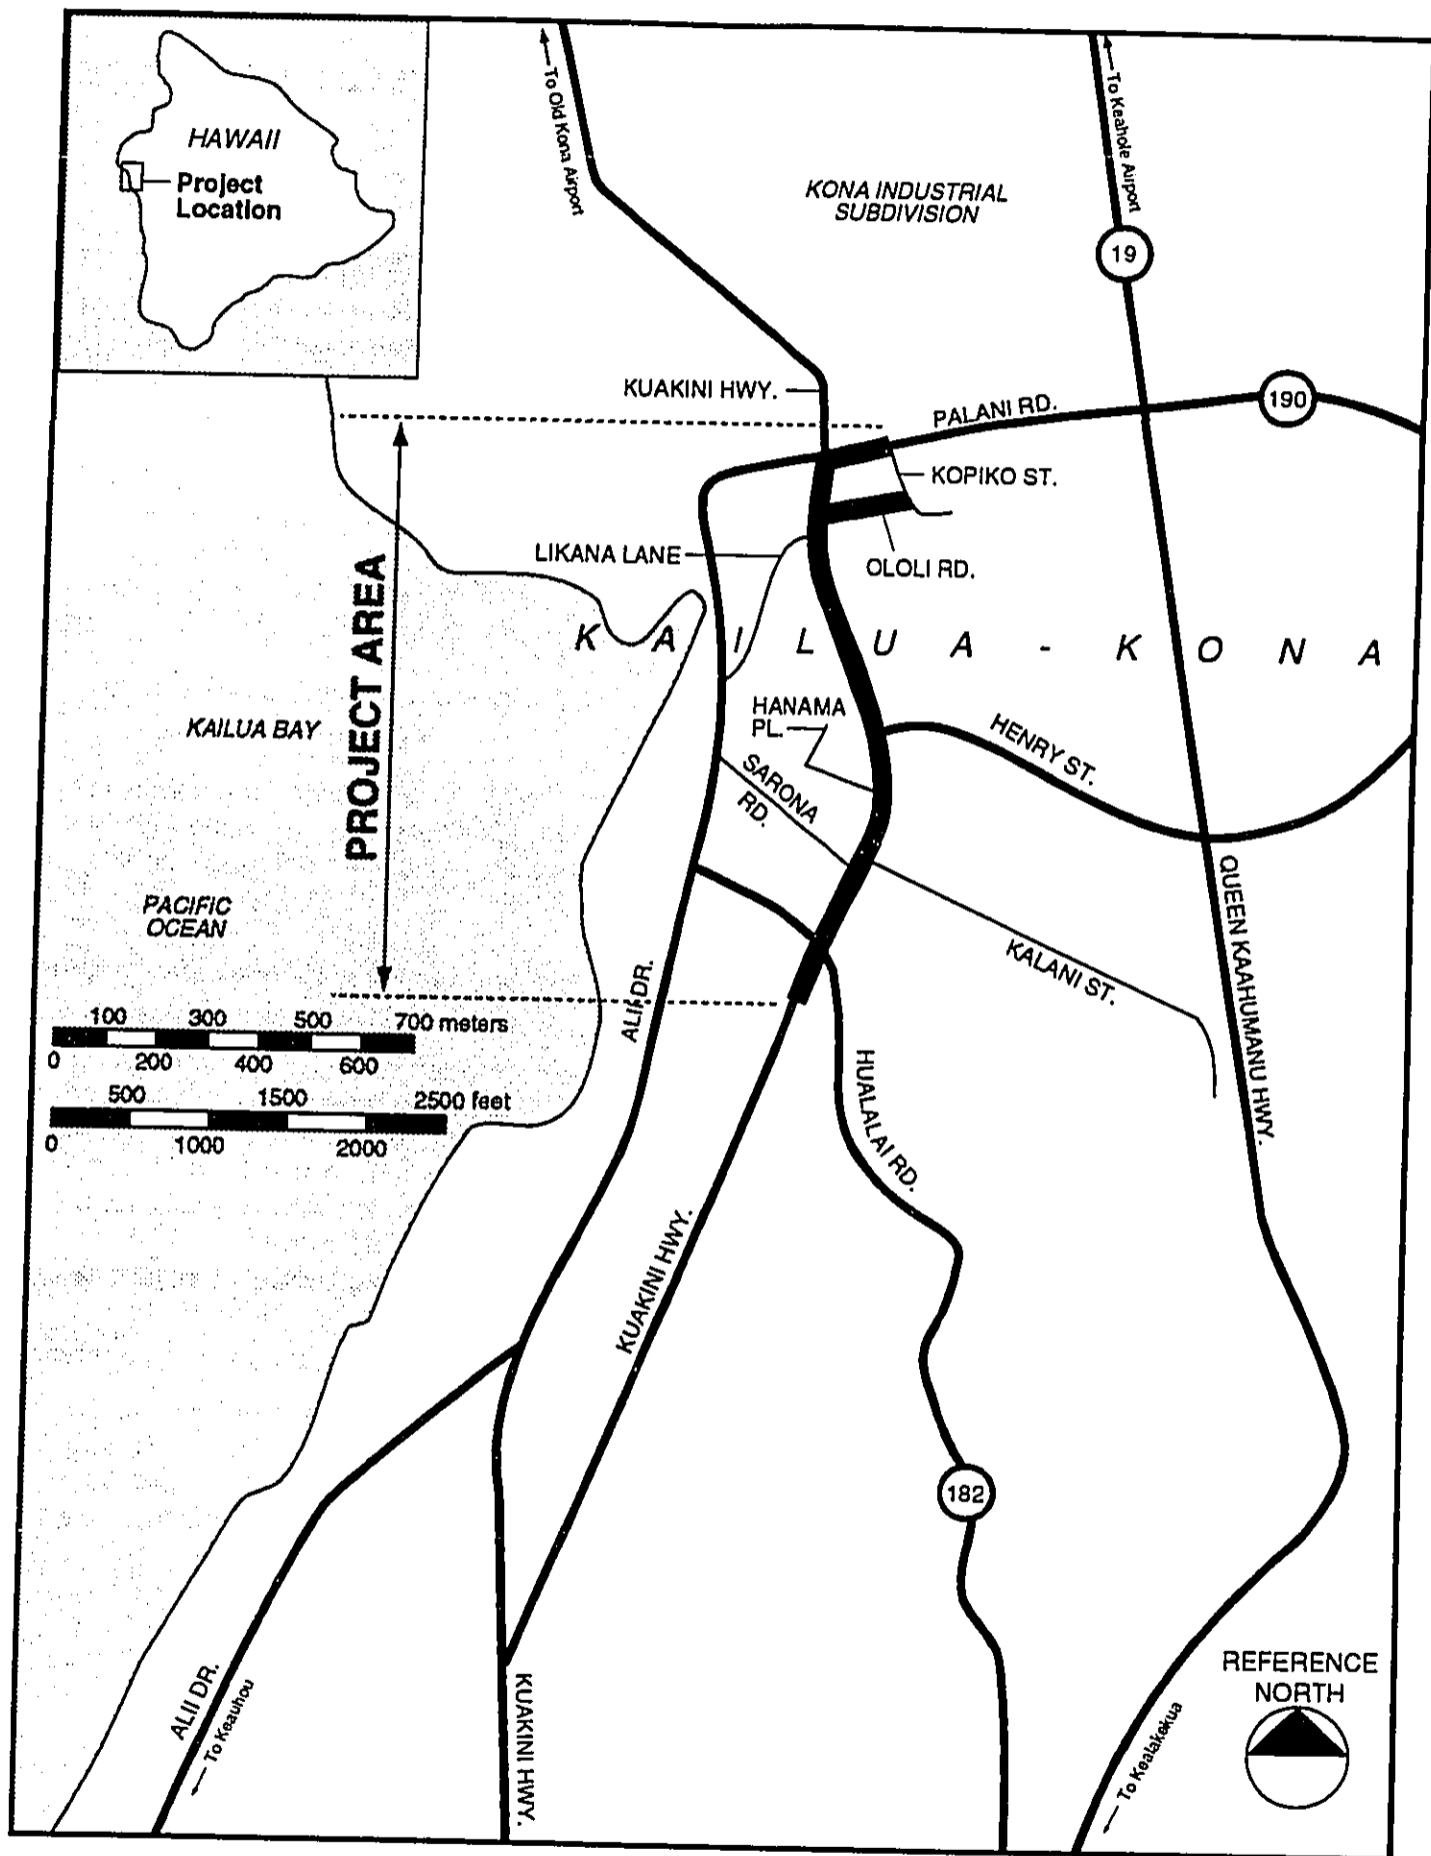 HAWAII
Project
Location
To Old Kona Airport
To Keahole Airport
KONA INDUSTRIAL
SUBDIVISION
19
KUAKINI HWY.
PALANI RD.
190
KOPIKO ST.
LIKANA LANE
OLOLI RD.
PROJECT AREA
KAILUA-KONA
KAILUA BAY
HANAMA
PL.
HENRY ST.
SARONA
RD.
PACIFIC
OCEAN
QUEEN KAAHUMANU HWY.
KALANI ST.
ALII DR.
100 300 500 700 meters
0 200 400 600
500 1500 2500 feet
0 1000 2000
HUALALAI RD.
KUAKINI HWY.
182
REFERENCE
NORTH
ALII DR.
To Keauhou
KUAKINI HWY.
To Kealakekua